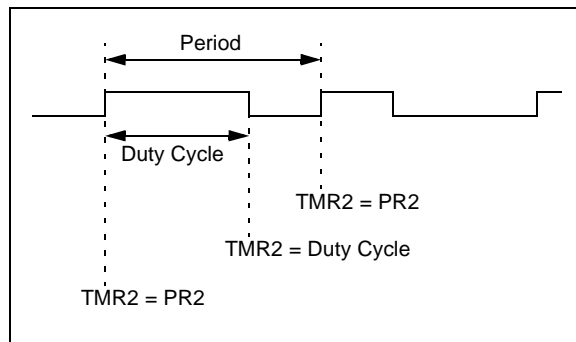 Period
Duty Cycle
TMR2 = PR2
TMR2 = Duty Cycle
TMR2 = PR2